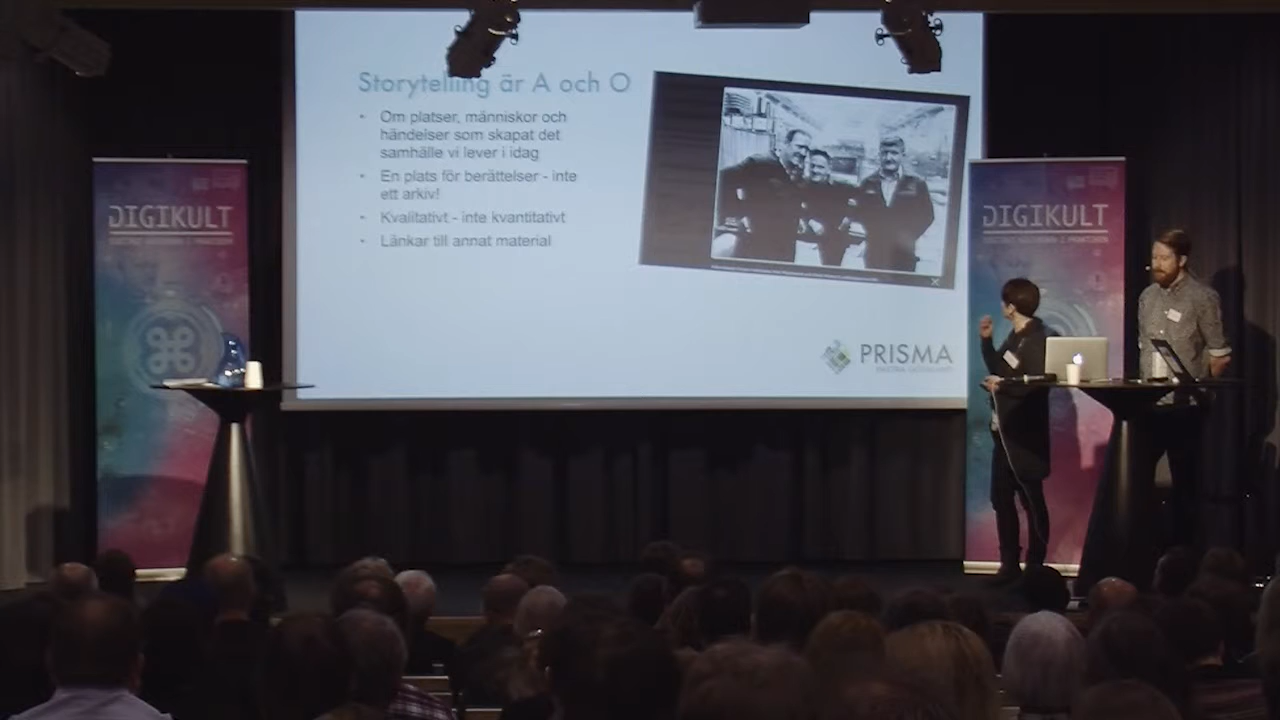 Storytelling är A och O
• Om platser, människor och
händelser som skapat det
samhälle vi lever i idag
• En plats för berättelser - inte
ett arkiv!
• Kvalitativt - inte kvantitativt
• Länkar till annat material
PRISMA
DIGIKULT
DIGIKULT